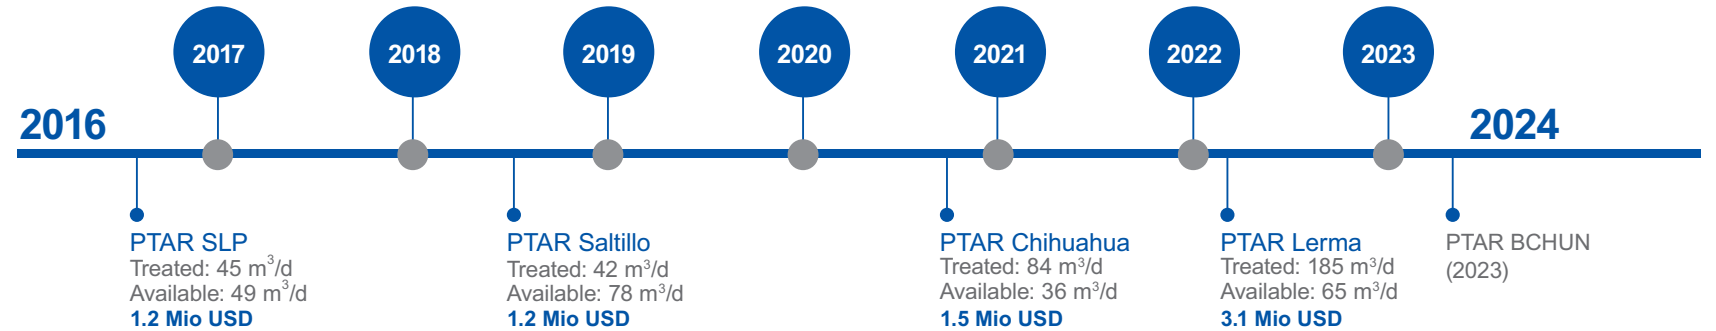 2017
2018
2019
2020
2021
2022
2023
2016
2024
PTAR SLP
Treated: 45 m³/d
Available: 49 m³/d
1.2 Mio USD
PTAR Saltillo
Treated: 42 m³/d
Available: 78 m³/d
1.2 Mio USD
PTAR Chihuahua
Treated: 84 m³/d
Available: 36 m³/d
1.5 Mio USD
PTAR Lerma
Treated: 185 m³/d
Available: 65 m³/d
3.1 Mio USD
PTAR BCHUN
(2023)